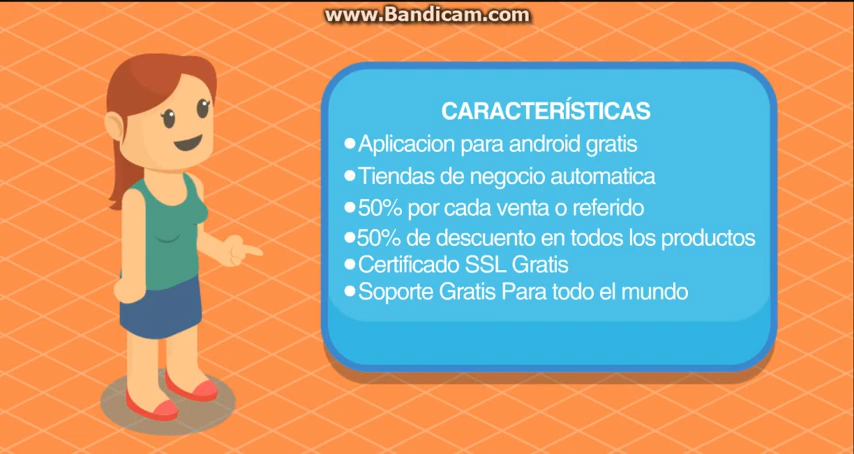 www.Bandicam.com
CARACTERÍSTICAS
•Aplicacion para android gratis
•Tiendas de negocio automatica
•50% por cada venta o referido
•50% de descuento en todos los productos
•Certificado SSL Gratis
•Soporte Gratis Para todo el mundo